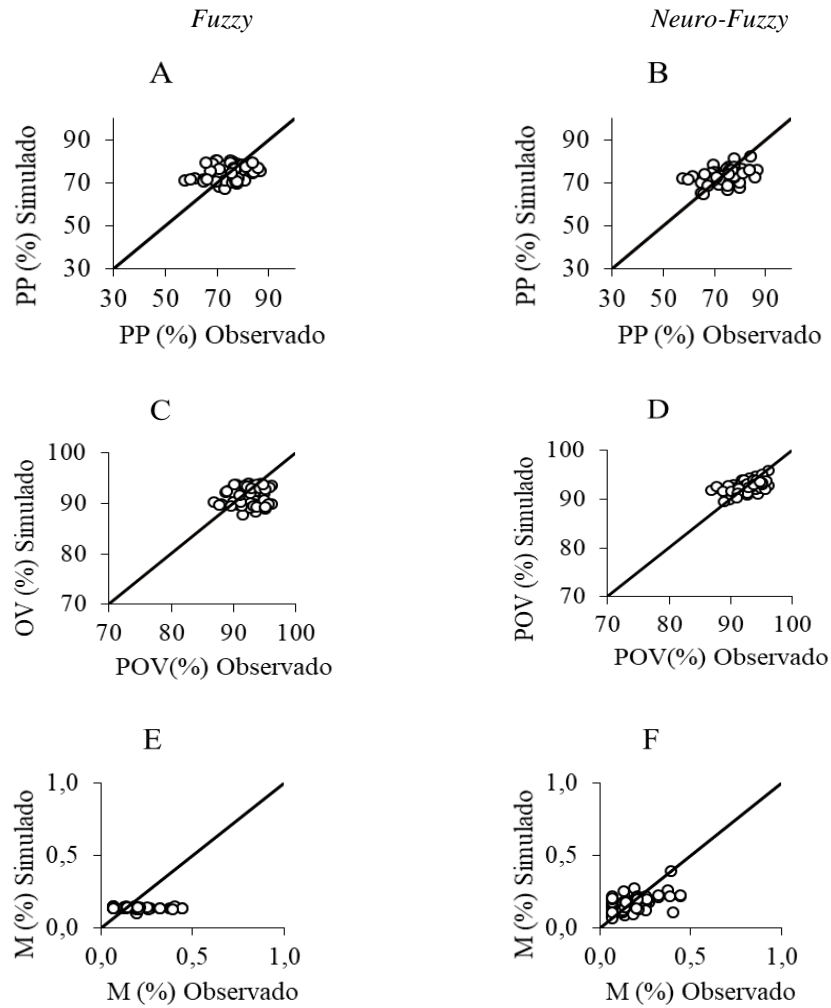 Fuzzy
Neuro-Fuzzy
A
PP (%) Simulado
90
70
50
30
30 50 70 90
PP (%) Observado
B
PP (%) Simulado
90
70
50
30
30 50 70 90
PP (%) Observado
C
OV (%) Simulado
100
90
80
70
70 80 90 100
POV(%) Observado
D
POV (%) Simulado
100
90
80
70
70 80 90 100
POV(%) Observado
E
M (%) Simulado
1,0
0,5
0,0
0,0 0,5 1,0
M (%) Observado
F
M (%) Simulado
1,0
0,5
0,0
0,0 0,5 1,0
M (%) Observado